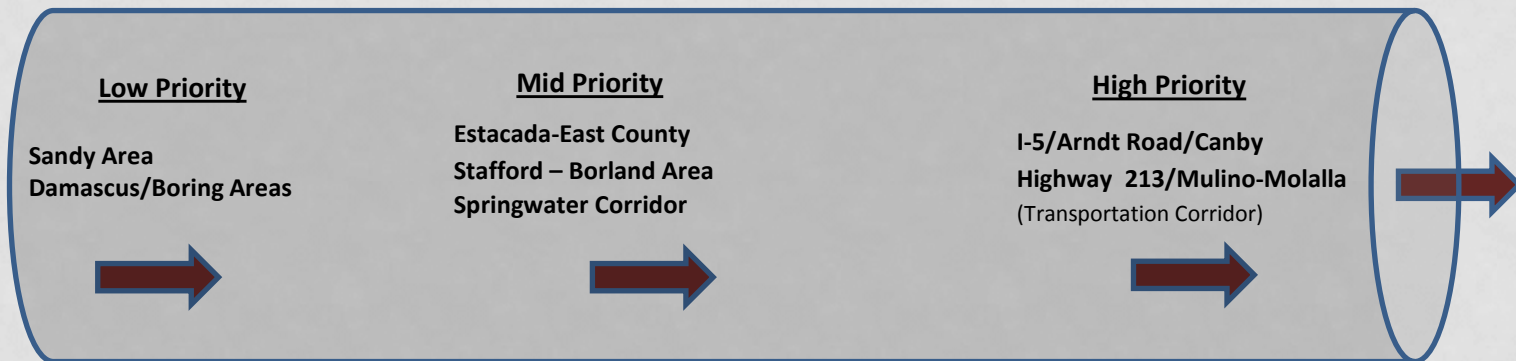 Low Priority
Sandy Area
Damascus/Boring Areas
Mid Priority
Estacada-East County
Stafford – Borland Area
Springwater Corridor
High Priority
I-5/Arndt Road/Canby
Highway 213/Mulino-Molalla
(Transportation Corridor)